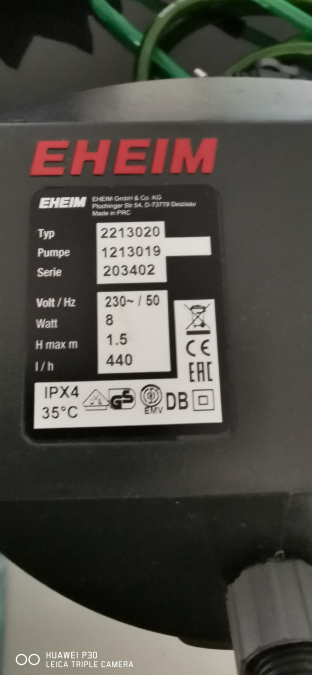 EHEIM
EHEIM EHEIM GmbH & Co. KG
Plochinger Str.54, D-73779 Deizisau
Made in PRC
Typ 2213020
Pumpe 1213019
Serie 203402
Volt / Hz 230~ / 50
Watt 8
H max m 1.5
l / h 440
CE
EAC
IPX4
35°C
GS
EMV
DB
HUAWEI P30
LEICA TRIPLE CAMERA